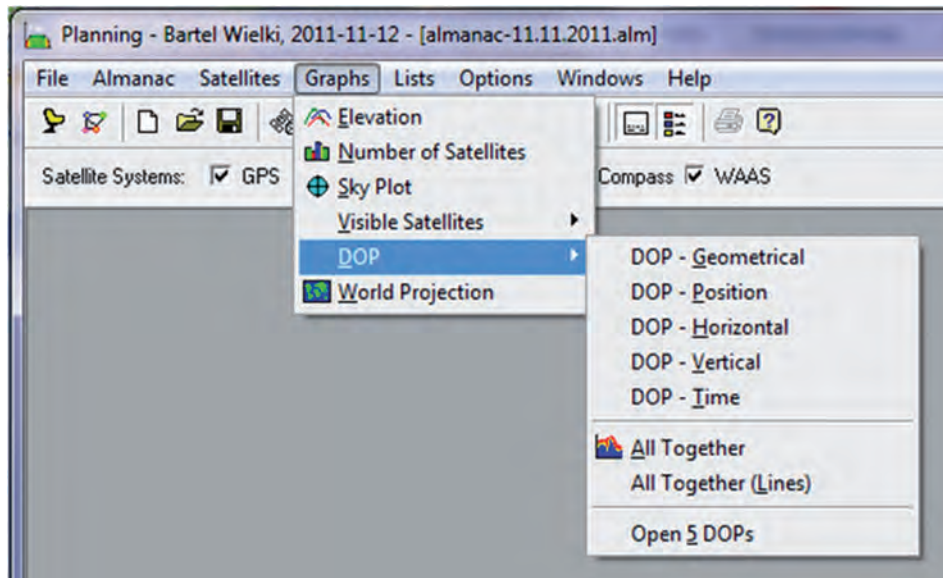 Planning - Bartel Wielki, 2011-11-12 - [almanac-11.11.2011.alm]
File Almanac Satellites Graphs Lists Options Windows Help
Satellite Systems: GPS Compass WAAS
Elevation
Number of Satellites
Sky Plot
Visible Satellites
DOP
World Projection
DOP - Geometrical
DOP - Position
DOP - Horizontal
DOP - Vertical
DOP - Time
All Together
All Together (Lines)
Open 5 DOPs